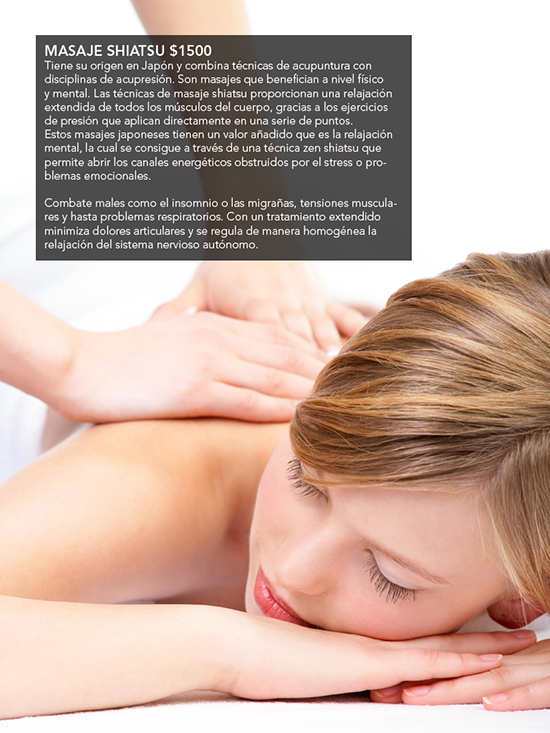 MASAJE SHIATSU $1500
Tiene su origen en Japón y combina técnicas de acupuntura con
disciplinas de acupresión. Son masajes que benefician a nivel físico
y mental. Las técnicas de masaje shiatsu proporcionan una relajación
extendida de todos los músculos del cuerpo, gracias a los ejercicios
de presión que aplican directamente en una serie de puntos.
Estos masajes japoneses tienen un valor añadido que es la relajación
mental, la cual se consigue a través de una técnica zen shiatsu que
permite abrir los canales energéticos obstruidos por el stress o pro-
blemas emocionales.
Combate males como el insomnio o las migrañas, tensiones muscula-
res y hasta problemas respiratorios. Con un tratamiento extendido
minimiza dolores articulares y se regula de manera homogénea la
relajación del sistema nervioso autónomo.